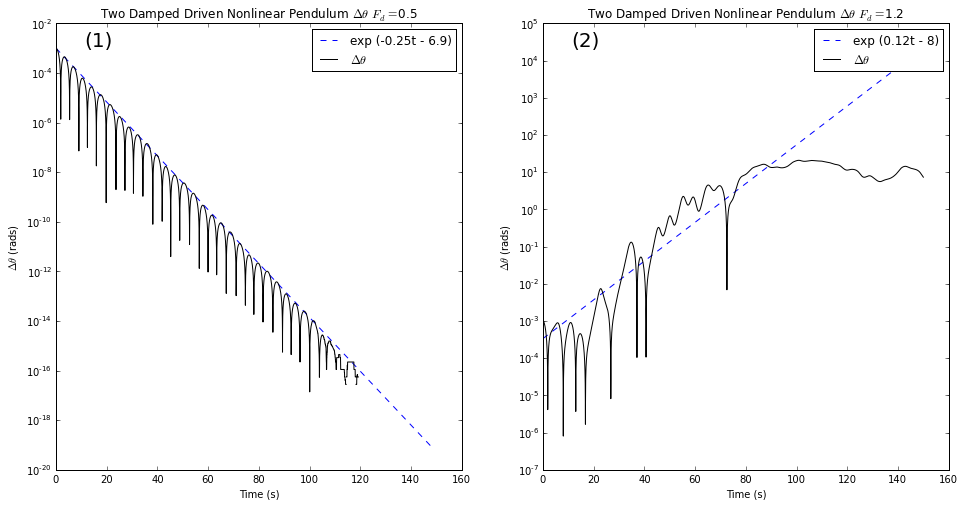 Two Damped Driven Nonlinear Pendulum Δθ F_d =0.5
(1)
exp (-0.25t - 6.9)
Δθ
10^-2
10^-4
10^-6
10^-8
10^-10
10^-12
10^-14
10^-16
10^-18
10^-20
Δθ (rads)
0 20 40 60 80 100 120 140 160
Time (s)
Two Damped Driven Nonlinear Pendulum Δθ F_d =1.2
(2)
exp (0.12t - 8)
Δθ
10^5
10^4
10^3
10^2
10^1
10^0
10^-1
10^-2
10^-3
10^-4
10^-5
10^-6
10^-7
Δθ (rads)
0 20 40 60 80 100 120 140 160
Time (s)